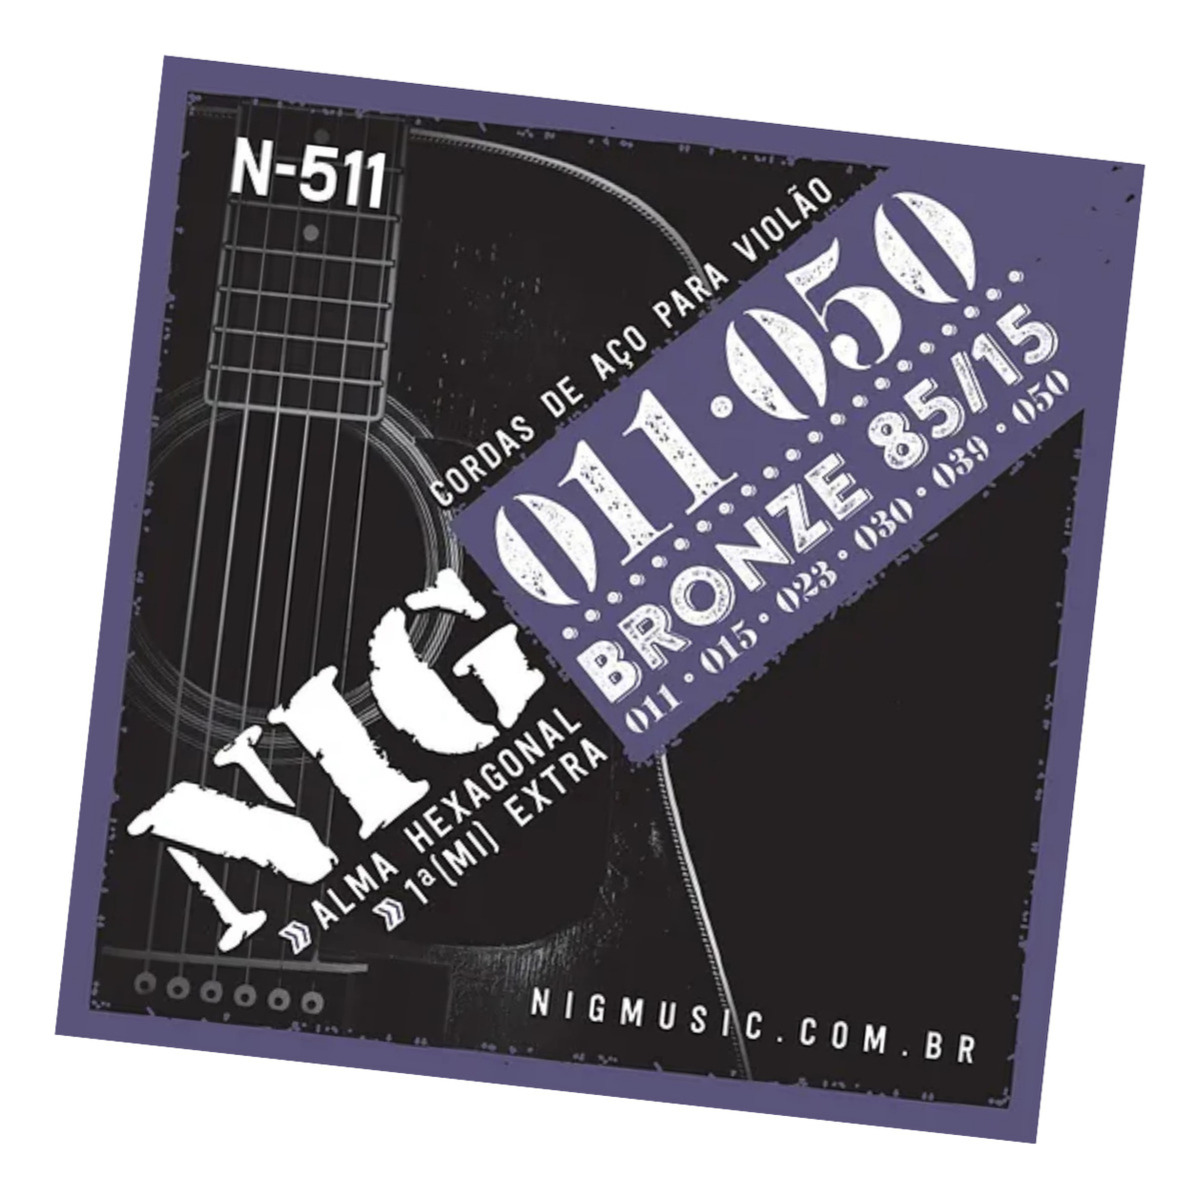 N-511
CORDAS DE AÇO PARA VIOLÃO
011·050
BRONZE 85/15
011 · 015 · 023 · 030 · 039 · 050
NIG
» ALMA HEXAGONAL
» 1ª(MI) EXTRA
NIGMUSIC.COM.BR